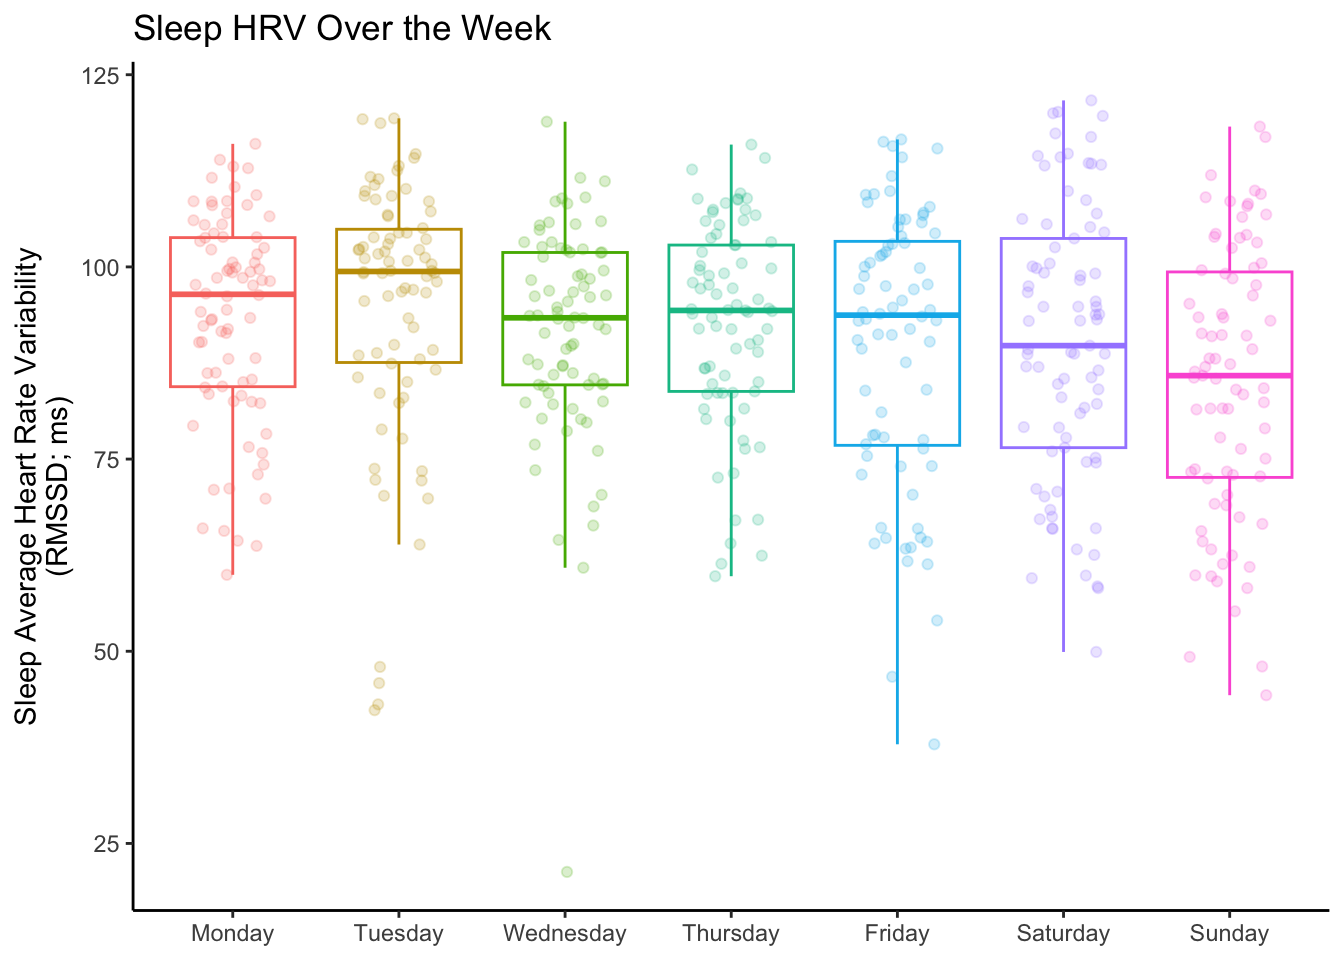 Sleep HRV Over the Week
Sleep Average Heart Rate Variability
(RMSSD; ms)
125
100
75
50
25
Monday Tuesday Wednesday Thursday Friday Saturday Sunday